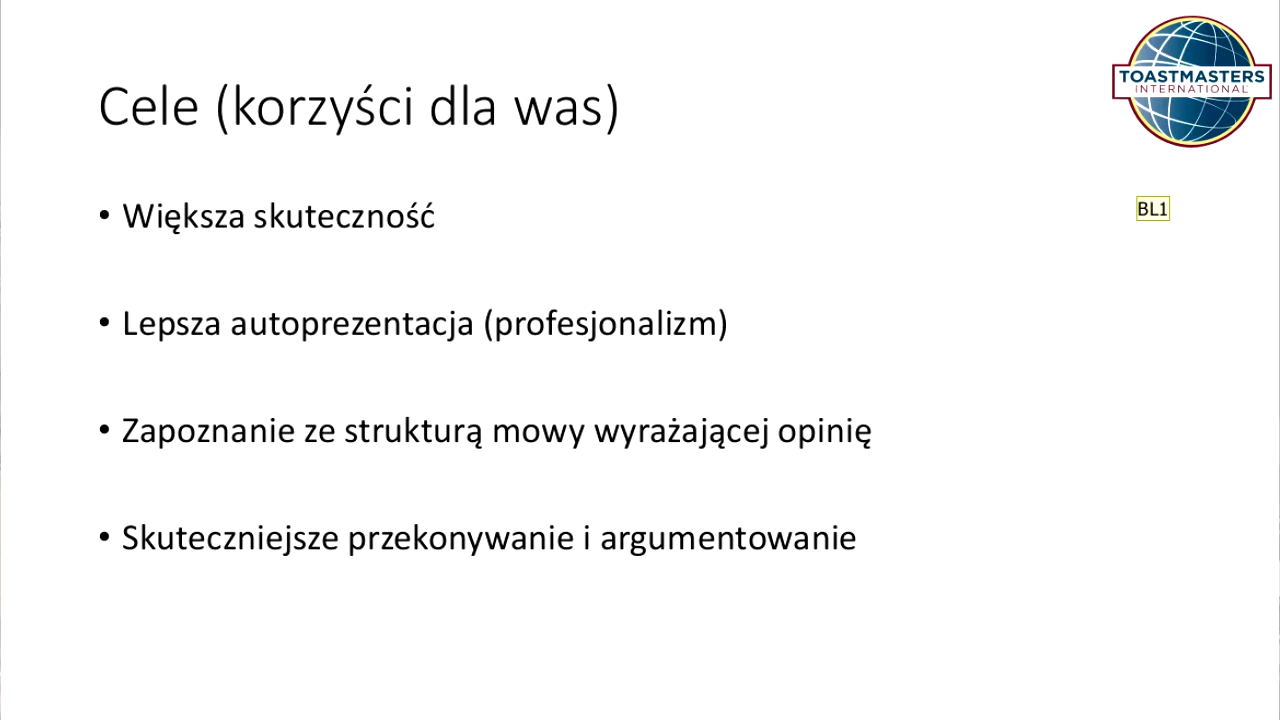 Cele (korzyści dla was)
TOASTMASTERS
INTERNATIONAL
BL1
• Większa skuteczność
• Lepsza autoprezentacja (profesjonalizm)
• Zapoznanie ze strukturą mowy wyrażającej opinię
• Skuteczniejsze przekonywanie i argumentowanie